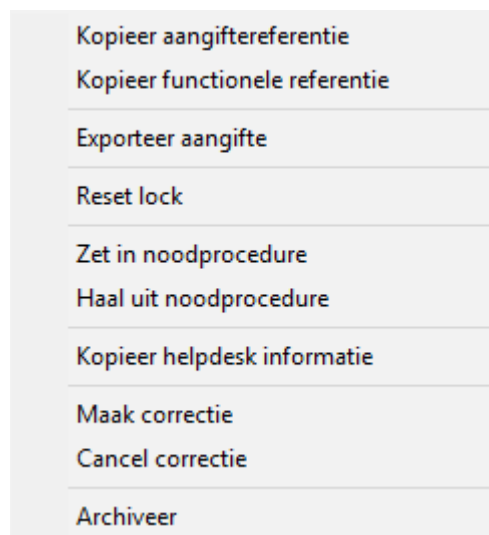 Kopieer aangiftereferentie
Kopieer functionele referentie
Exporteer aangifte
Reset lock
Zet in noodprocedure
Haal uit noodprocedure
Kopieer helpdesk informatie
Maak correctie
Cancel correctie
Archiveer